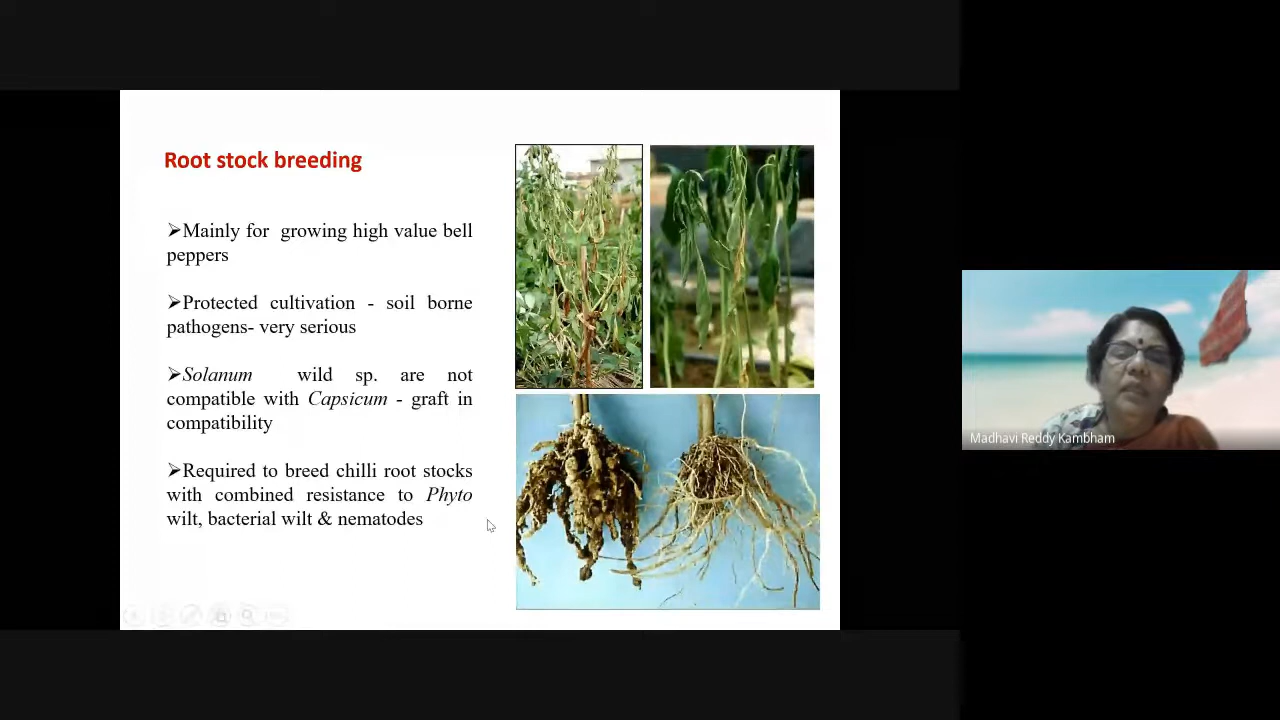 Root stock breeding
➢Mainly for growing high value bell
peppers
➢Protected cultivation - soil borne
pathogens- very serious
➢Solanum wild sp. are not
compatible with Capsicum - graft in
compatibility
➢Required to breed chilli root stocks
with combined resistance to Phyto
wilt, bacterial wilt & nematodes
Madhavi Reddy Kambham